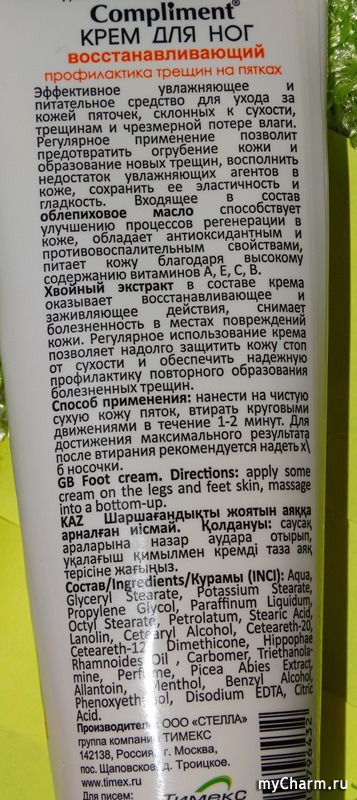 Compliment®
КРЕМ ДЛЯ НОГ
восстанавливающий
профилактика трещин на пятках
Эффективное увлажняющее и
питательное средство для ухода за
кожей пяточек, склонных к сухости,
трещинам и чрезмерной потере влаги.
Регулярное применение позволит
предотвратить огрубение кожи и
образование новых трещин, восполнить
недостаток увлажняющих агентов в
коже, сохранить ее эластичность и
гладкость. Входящее в состав
облепиховое масло способствует
улучшению процессов регенерации в
коже, обладает антиоксидантным и
противовоспалительным свойствами,
питает кожу благодаря высокому
содержанию витаминов А, Е, С, В.
Хвойный экстракт в составе крема
оказывает восстанавливающее и
заживляющее действия, снимает
болезненность в местах повреждений
кожи. Регулярное использование крема
позволяет надолго защитить кожу стоп
от сухости и обеспечить надежную
профилактику повторного образования
болезненных трещин.
Способ применения: нанести на чистую
сухую кожу пяток, втирать круговыми
движениями в течение 1-2 минут. Для
достижения максимального результата
после втирания рекомендуется надеть х\
б носочки.
GB Foot cream. Directions: apply some
cream on the legs and feet skin, massage
into a bottom-up.
KAZ Шаршағандықты жоятын аяққа
арналған иісмай. Қолдануы: саусақ
араларына назар аудара отырып,
уқалағыш қимылмен кремді таза аяқ
терісіне жағыңыз.
Состав/Ingredients/Курамы (INCI): Aqua,
Glyceryl Stearate, Potassium Stearate,
Propylene Glycol, Paraffinum Liquidum,
Octyl Stearate, Petrolatum, Stearic Acid,
Lanolin, Cetearyl Alcohol, Ceteareth-20,
Ceteareth-12, Dimethicone, Hippophae
Rhamnoides Oil , Carbomer, Triethanola-
mine, Perfume, Picea Abies Extract,
Allantoin, Menthol, Benzyl Alcohol,
Phenoxyethanol, Disodium EDTA, Citric
Acid.
Производитель: ООО «СТЕЛЛА»
группа компаний ТИМЕКС
142138, Россия, г. Москва,
пос. Щаповское, д. Троицкое.
www.timex.ru
Для писем:
Тимекс
myCharm.ru